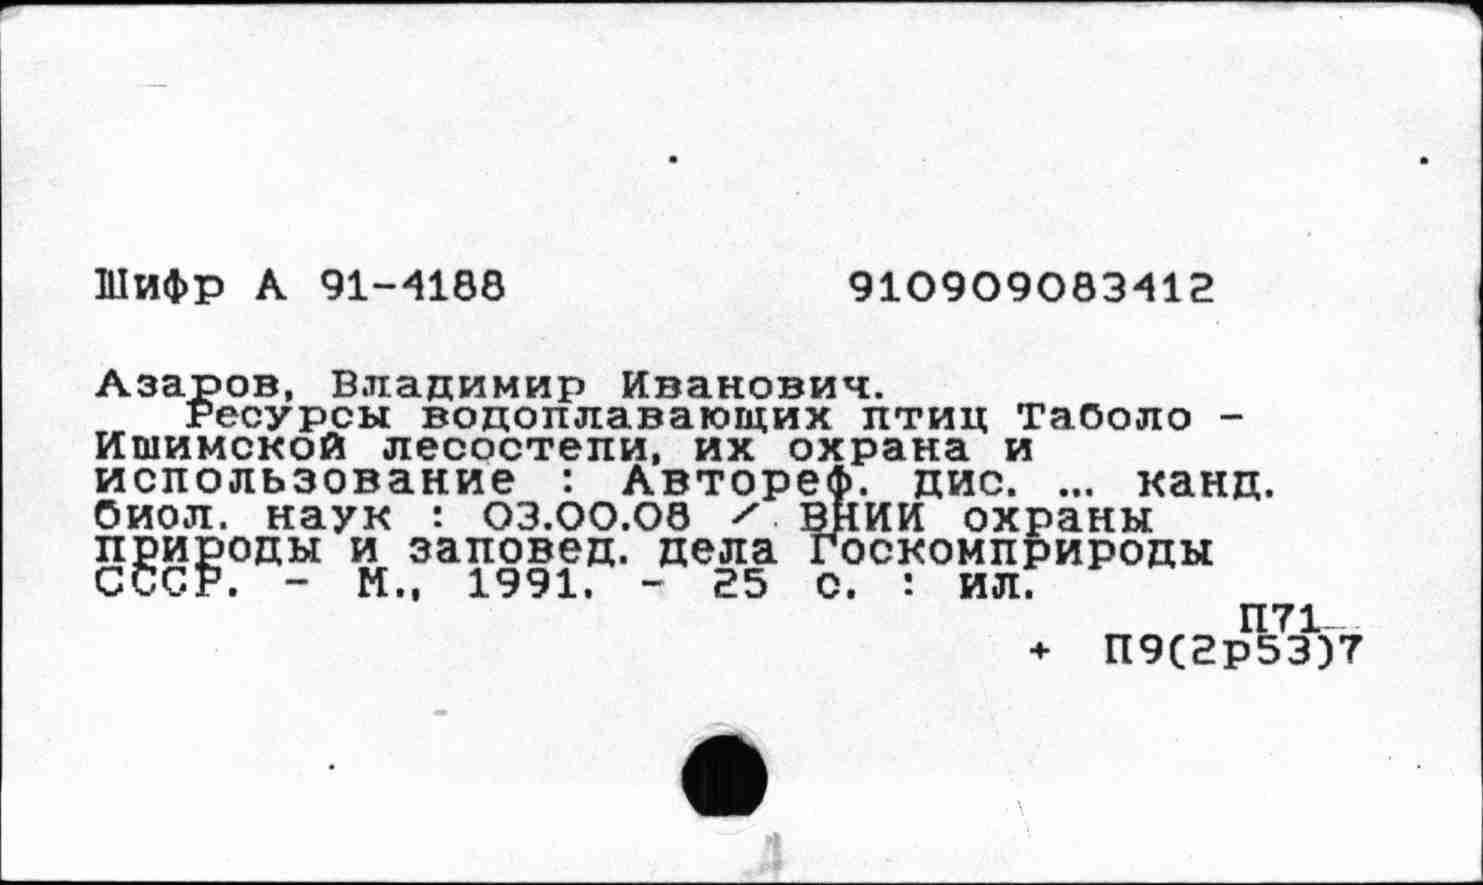 Шифр А 91-4188 910909083412
Азаров, Владимир Иванович.
Ресурсы водоплавающих птиц Таболо -
Ишимской лесостепи, их охрана и
использование : Автореф. дис. ... канд.
биол. наук : 03.00.08 / ВНИИ охраны
природы и заповед. дела Госкомприроды
СССР. - М., 1991. - 25 с. : ил.
П71
+ П9(2р53)7